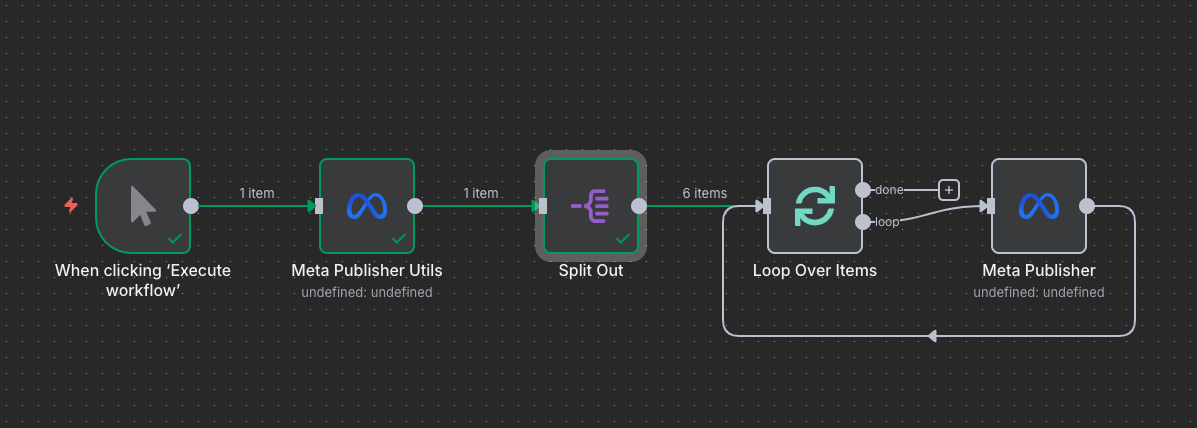 1 item
1 item
6 items
done
loop
When clicking ‘Execute
workflow’
Meta Publisher Utils
undefined: undefined
Split Out
Loop Over Items
Meta Publisher
undefined: undefined